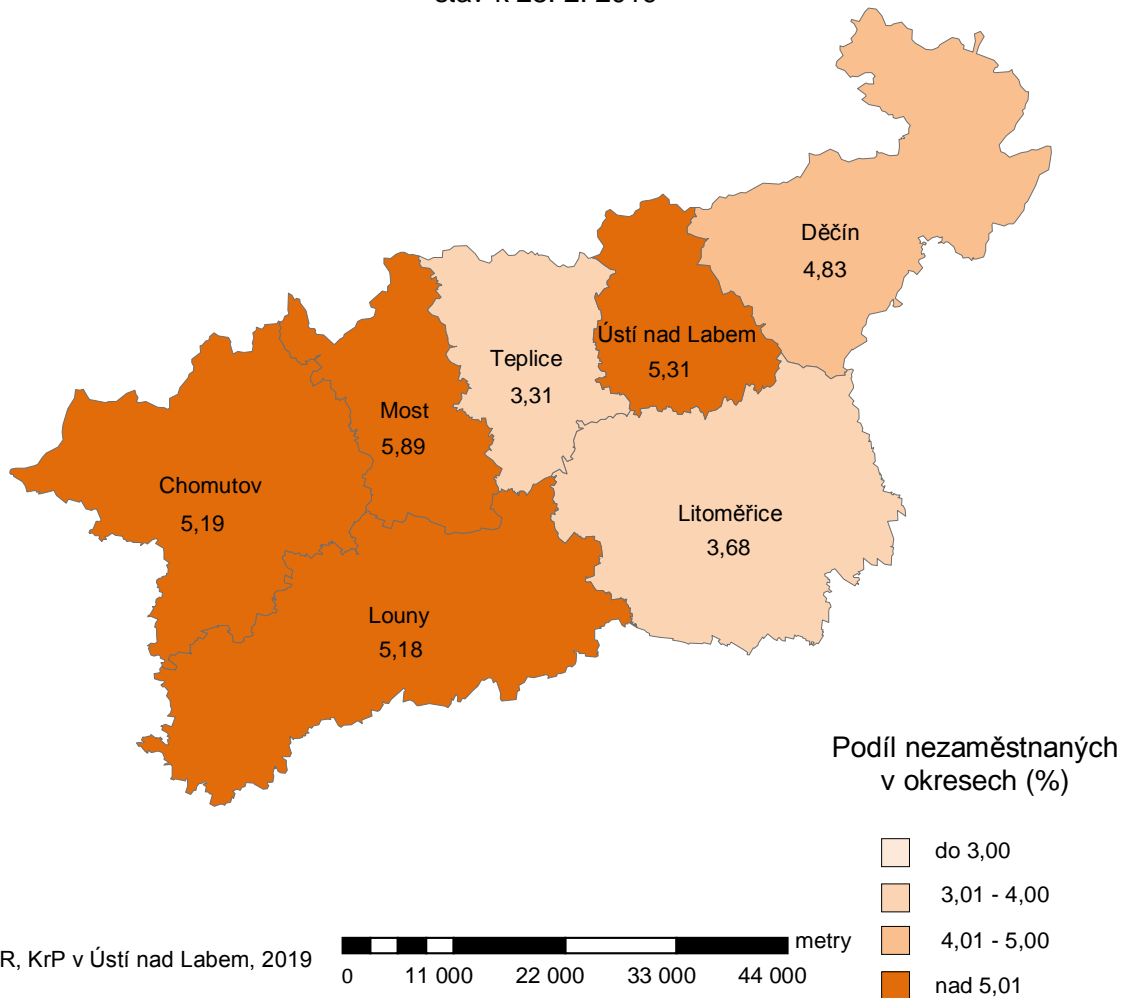 Děčín
4,83
Ústí nad Labem
5,31
Teplice
3,31
Most
5,89
Chomutov
5,19
Litoměřice
3,68
Louny
5,18
Podíl nezaměstnaných
v okresech (%)
do 3,00
3,01 - 4,00
4,01 - 5,00
nad 5,01
R, KrP v Ústí nad Labem, 2019
metry
0 11 000 22 000 33 000 44 000